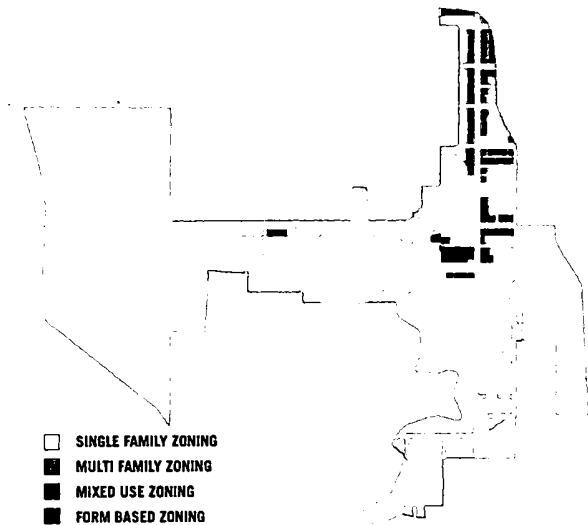 SINGLE FAMILY ZONING
MULTI FAMILY ZONING
MIXED USE ZONING
FORM BASED ZONING